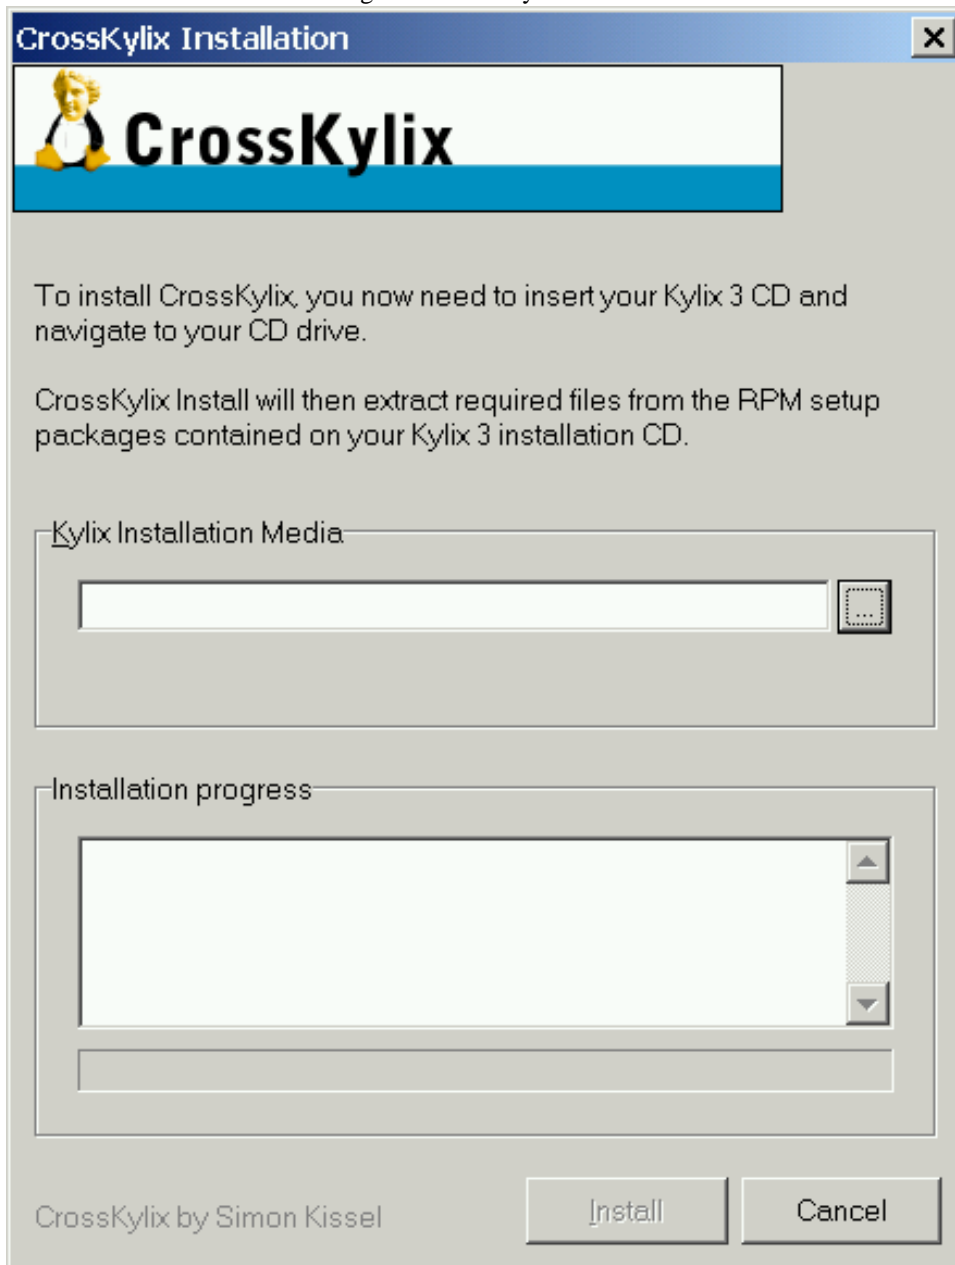 CrossKylix Installation
CrossKylix
To install CrossKylix, you now need to insert your Kylix 3 CD and
navigate to your CD drive.
CrossKylix Install will then extract required files from the RPM setup
packages contained on your Kylix 3 installation CD.
Kylix Installation Media
...
Installation progress
CrossKylix by Simon Kissel
Install
Cancel